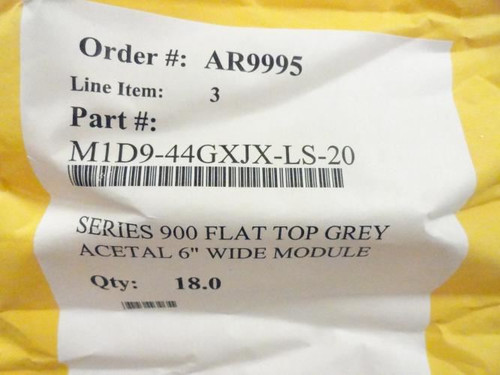 Order #: AR9995
Line Item: 3
Part #:
M1D9-44GXJX-LS-20
SERIES 900 FLAT TOP GREY
ACETAL 6" WIDE MODULE
Qty: 18.0